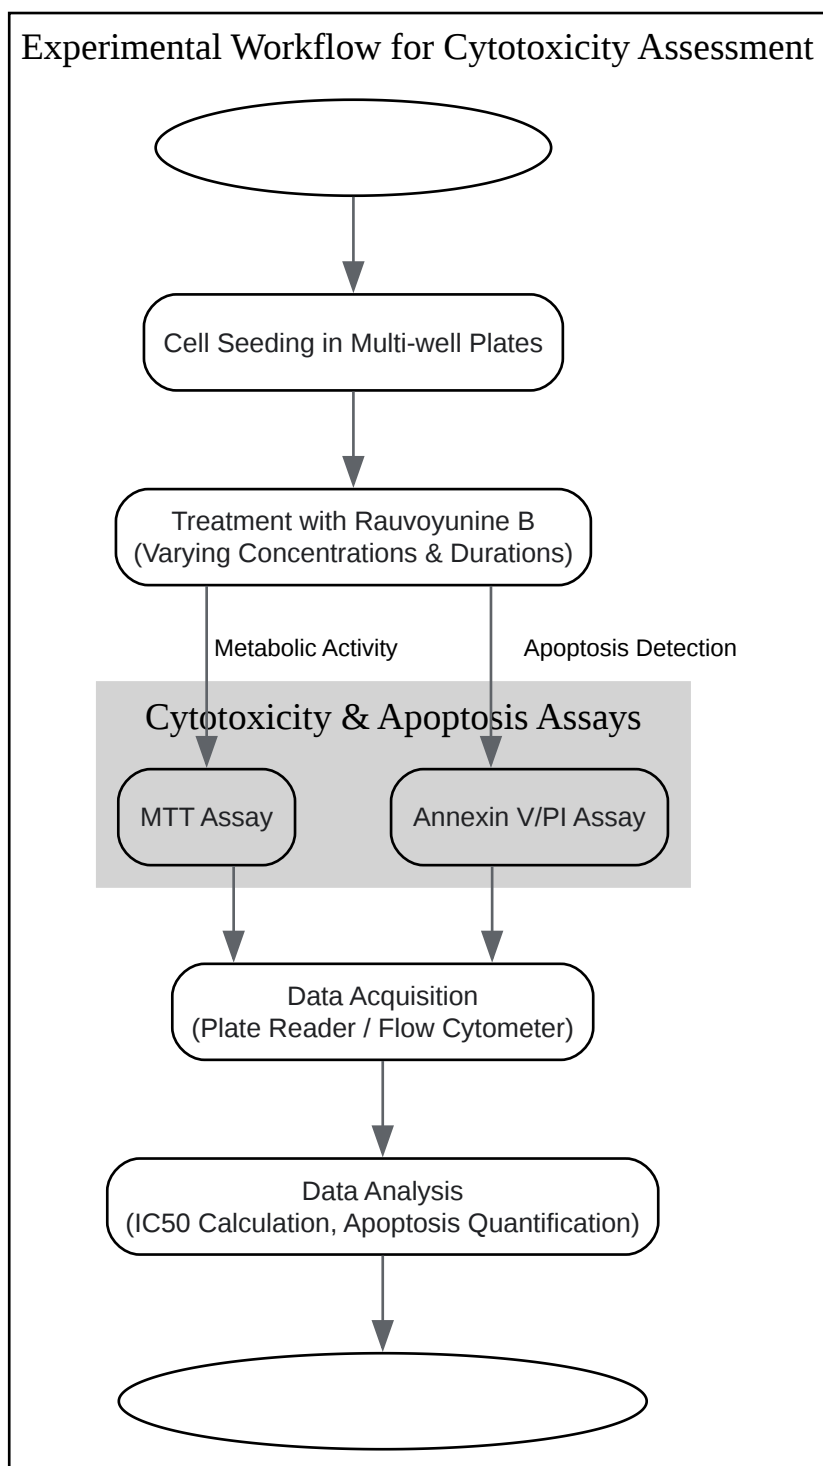 Experimental Workflow for Cytotoxicity Assessment
Cell Seeding in Multi-well Plates
Treatment with Rauvoyunine B
(Varying Concentrations & Durations)
Metabolic Activity
Apoptosis Detection
Cytotoxicity & Apoptosis Assays
MTT Assay
Annexin V/PI Assay
Data Acquisition
(Plate Reader / Flow Cytometer)
Data Analysis
(IC50 Calculation, Apoptosis Quantification)